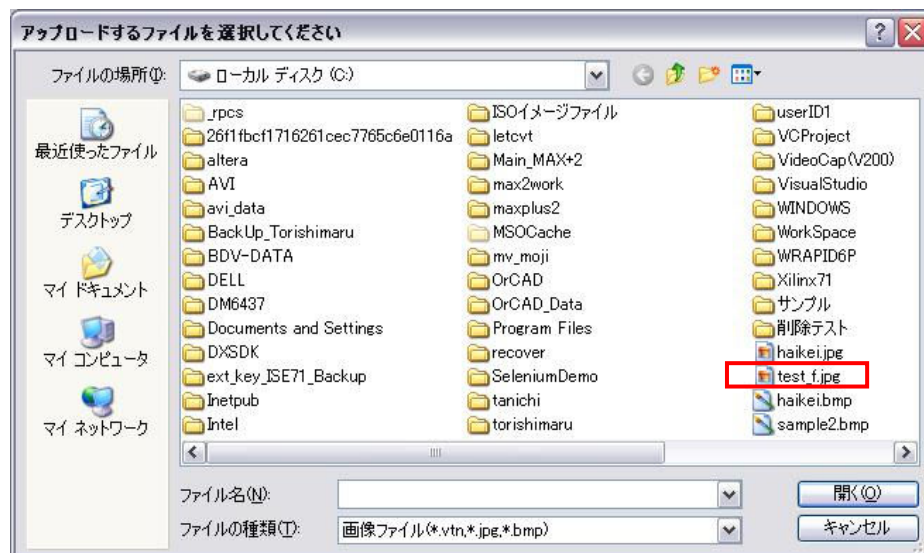 アップロードするファイルを選択してください
ファイルの場所(I):
ローカル ディスク (C:)
最近使ったファイル
デスクトップ
マイ ドキュメント
マイ コンピュータ
マイ ネットワーク
_rpcs
26f1fbcf1716261cec7765c6e0116a
altera
AVI
avi_data
BackUp_Torishimaru
BDV-DATA
DELL
DM6437
Documents and Settings
DXSDK
ext_key_ISE71_Backup
Inetpub
Intel
ISOイメージファイル
letcvt
Main_MAX+2
max2work
maxplus2
MSOCache
mv_moji
OrCAD
OrCAD_Data
Program Files
recover
SeleniumDemo
tanichi
torishimaru
userID1
VCProject
VideoCap(V200)
VisualStudio
WINDOWS
WorkSpace
WRAPID6P
Xilinx71
サンプル
削除テスト
haikei.jpg
test_f.jpg
haikei.bmp
sample2.bmp
ファイル名(N):
開く(O)
ファイルの種類(T):
画像ファイル(*.vtn,*.jpg,*.bmp)
キャンセル